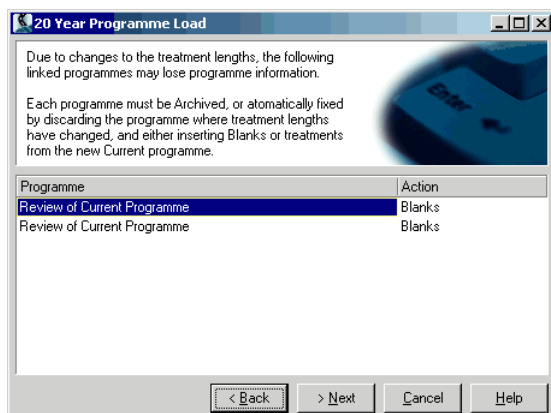 20 Year Programme Load
Due to changes to the treatment lengths, the following
linked programmes may lose programme information.
Each programme must be Archived, or atomatically fixed
by discarding the programme where treatment lengths
have changed, and either inserting Blanks or treatments
from the new Current programme.
Enter
Programme Action
Review of Current Programme Blanks
Review of Current Programme Blanks
< Back > Next Cancel Help